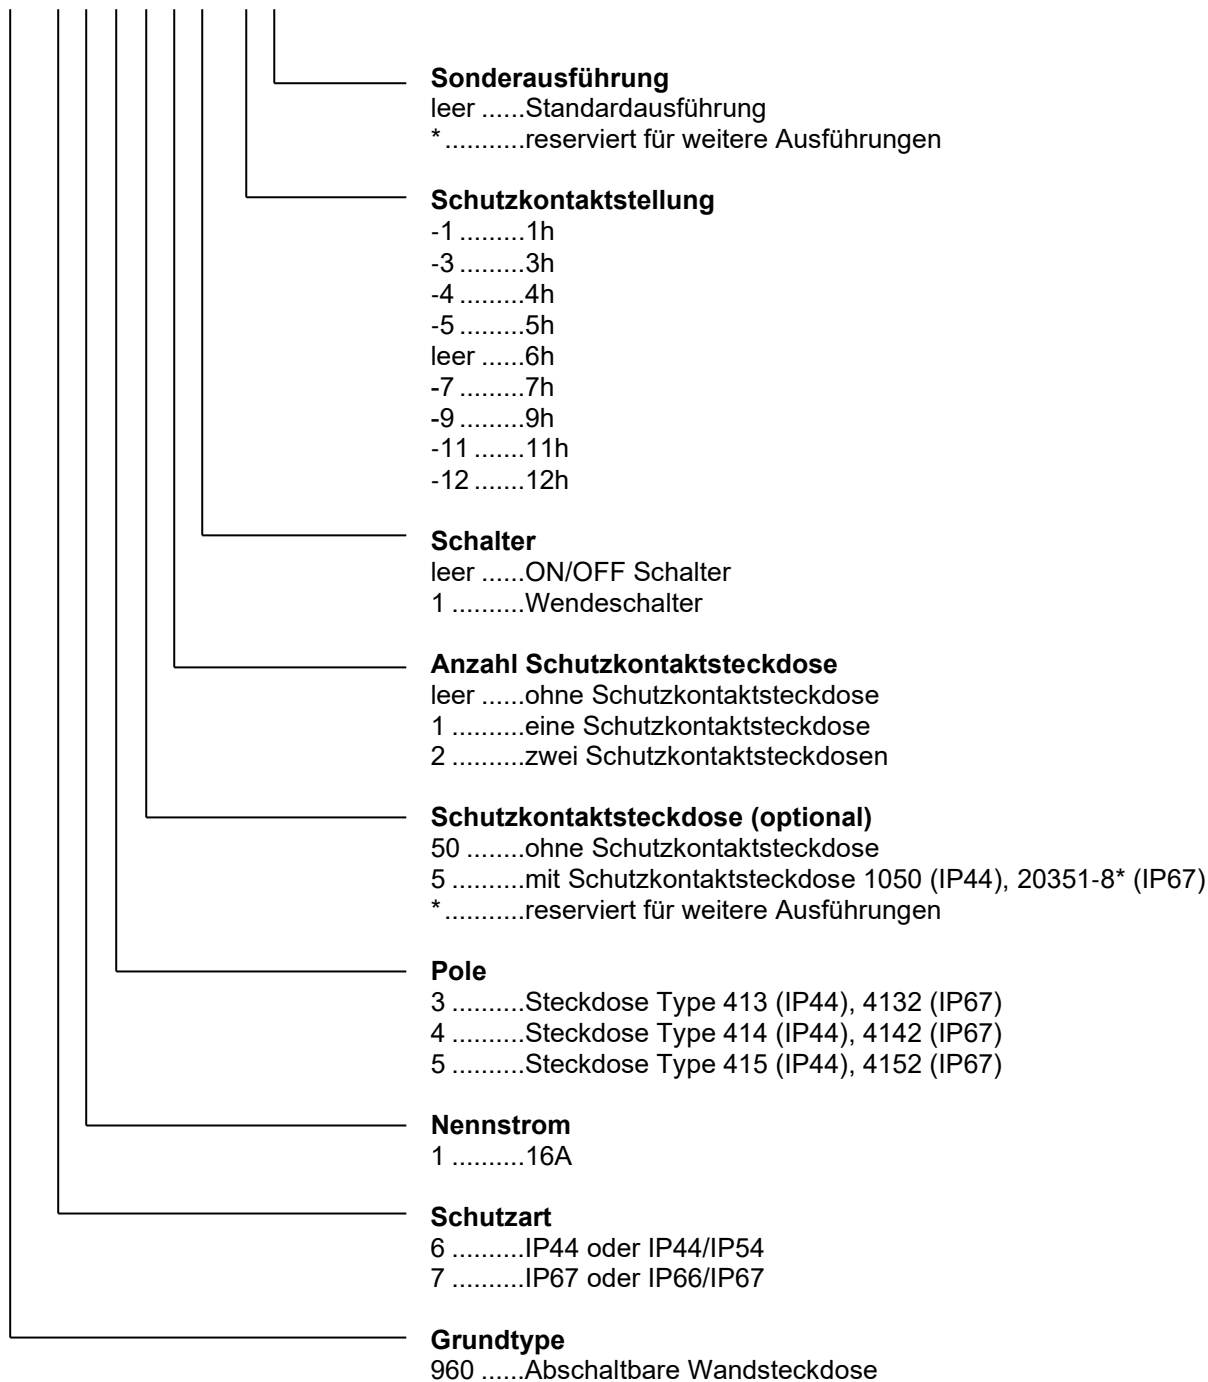 Sonderausführung
leer ......Standardausführung
* ...........reserviert für weitere Ausführungen
Schutzkontaktstellung
-1 .........1h
-3 .........3h
-4 .........4h
-5 .........5h
leer ......6h
-7 .........7h
-9 .........9h
-11 .......11h
-12 .......12h
Schalter
leer ......ON/OFF Schalter
1 ..........Wendeschalter
Anzahl Schutzkontaktsteckdose
leer ......ohne Schutzkontaktsteckdose
1 ..........eine Schutzkontaktsteckdose
2 ..........zwei Schutzkontaktsteckdosen
Schutzkontaktsteckdose (optional)
50 ........ohne Schutzkontaktsteckdose
5 ..........mit Schutzkontaktsteckdose 1050 (IP44), 20351-8* (IP67)
* ...........reserviert für weitere Ausführungen
Pole
3 ..........Steckdose Type 413 (IP44), 4132 (IP67)
4 ..........Steckdose Type 414 (IP44), 4142 (IP67)
5 ..........Steckdose Type 415 (IP44), 4152 (IP67)
Nennstrom
1 ..........16A
Schutzart
6 ..........IP44 oder IP44/IP54
7 ..........IP67 oder IP66/IP67
Grundtype
960 ......Abschaltbare Wandsteckdose